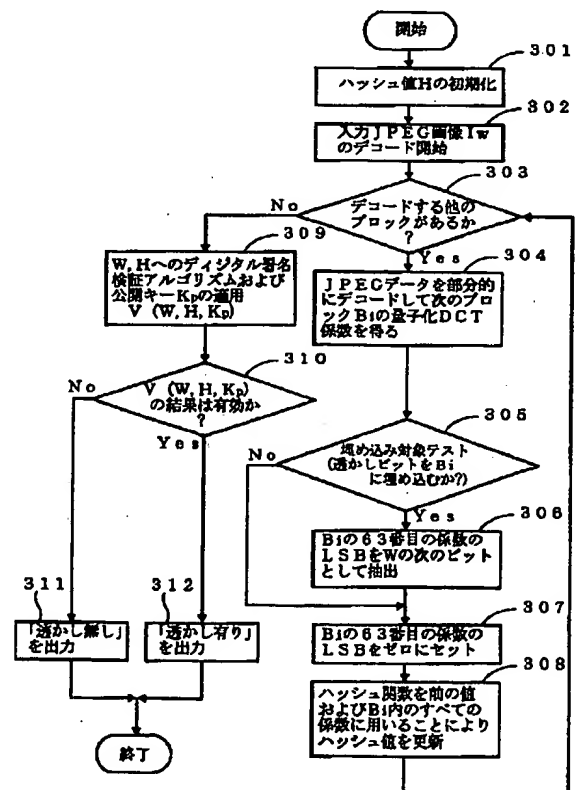 開始
301
ハッシュ値Hの初期化
302
入力JPEG画像Iw
のデコード開始
303
デコードする他の
ブロックがあるか
?
No
Yes
309
W,Hへのディジタル署名
検証アルゴリズムおよび
公開キーKpの適用
V (W,H,Kp)
304
JPEGデータを部分的
にデコードして次のブロ
ックBiの量子化DCT
係数を得る
310
V (W,H,Kp)
の結果は有効か
?
No
Yes
305
埋め込み対象テスト
(透かしビットをBi
に埋め込むか?)
No
Yes
306
Biの63番目の係数の
LSBをWの次のビット
として抽出
311
「透かし無し」
を出力
312
「透かし有り」
を出力
307
Biの63番目の係数の
LSBをゼロにセット
308
ハッシュ関数を前の値
およびBi内のすべての
係数に用いることにより
ハッシュ値を更新
終了